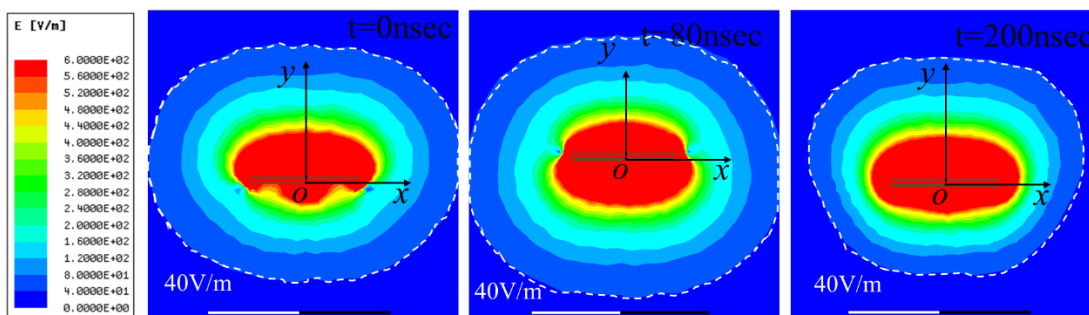 E [V/m]
6.0000E+02
5.6000E+02
5.2000E+02
4.8000E+02
4.4000E+02
4.0000E+02
3.6000E+02
3.2000E+02
2.8000E+02
2.4000E+02
2.0000E+02
1.6000E+02
1.2000E+02
8.0000E+01
4.0000E+01
0.0000E+00
t=0nsec
y
o
x
40V/m
t=80nsec
y
o
x
40V/m
t=200nsec
y
o
x
40V/m